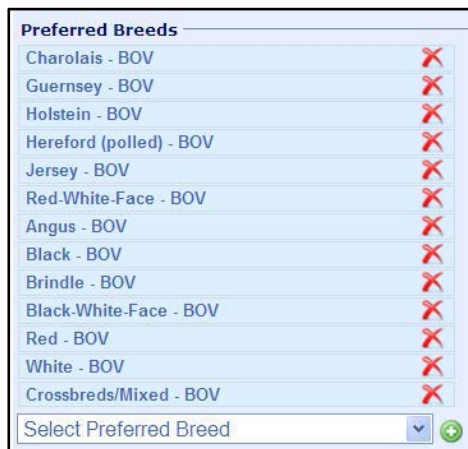 Preferred Breeds
Charolais - BOV
Guernsey - BOV
Holstein - BOV
Hereford (polled) - BOV
Jersey - BOV
Red-White-Face - BOV
Angus - BOV
Black - BOV
Brindle - BOV
Black-White-Face - BOV
Red - BOV
White - BOV
Crossbreds/Mixed - BOV
Select Preferred Breed